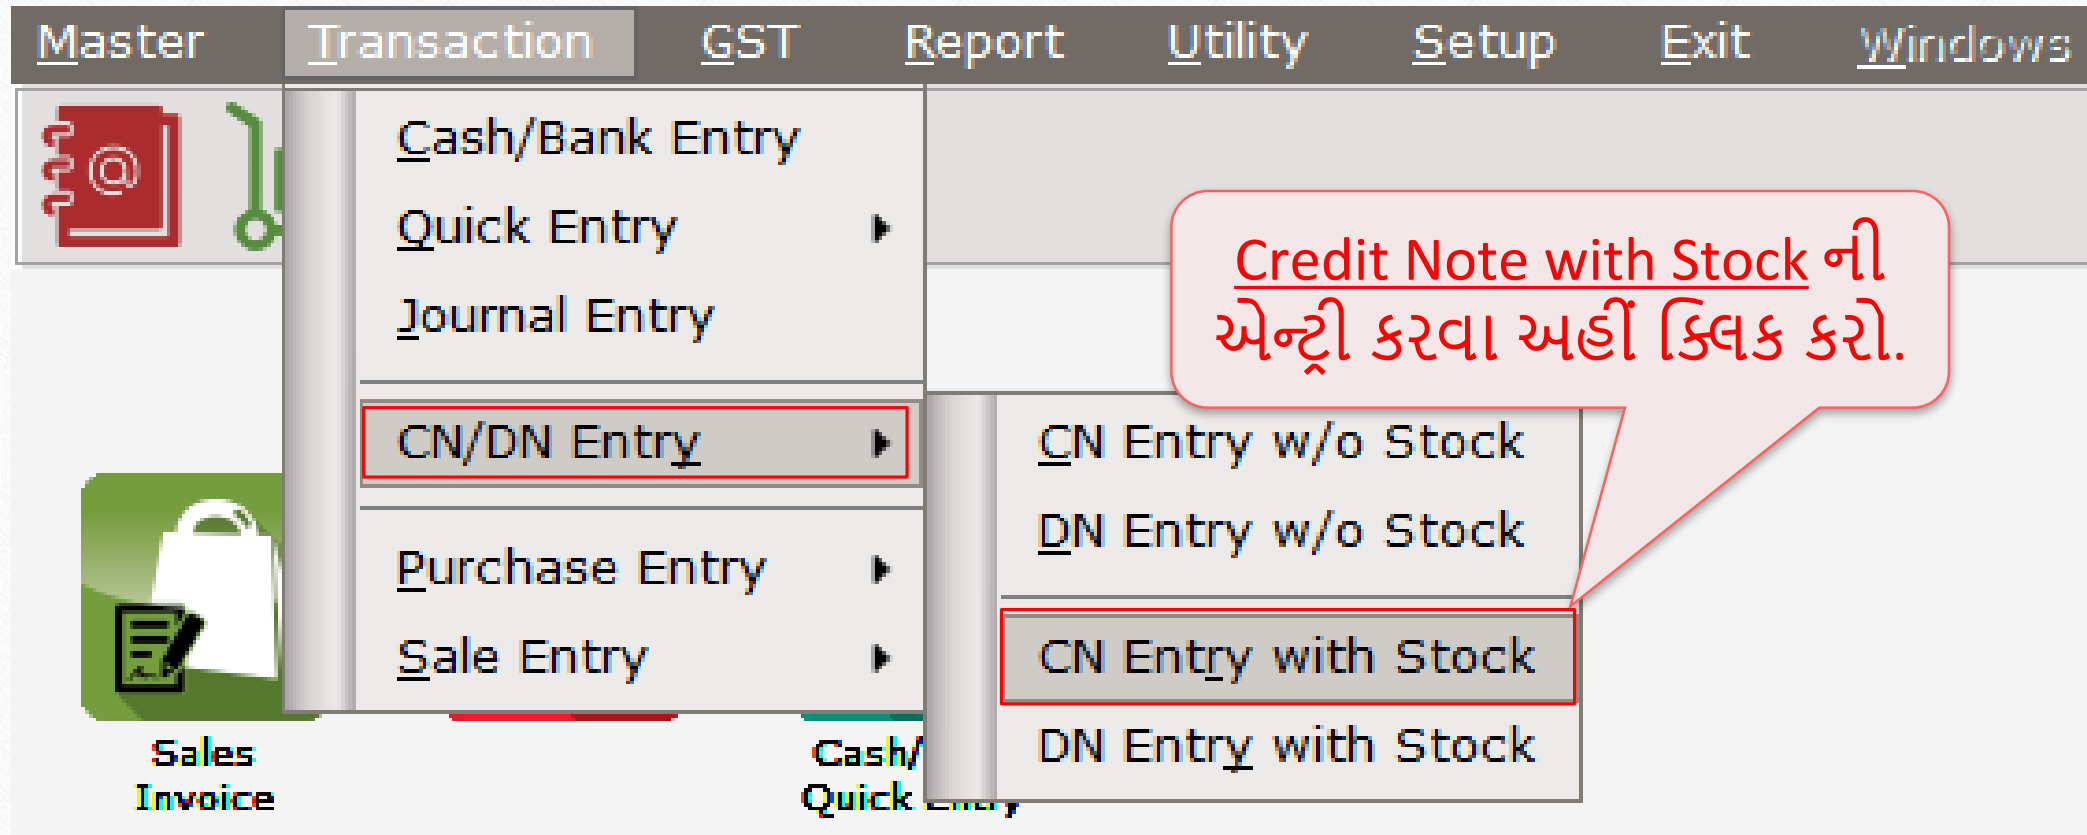 Master Transaction GST Report Utility Setup Exit Windows
@
Cash/Bank Entry
Quick Entry
Journal Entry
CN/DN Entry
Purchase Entry
Sale Entry
Credit Note with Stock ની
એન્ટ્રી કરવા અહીં ક્લિક કરો.
CN Entry w/o Stock
DN Entry w/o Stock
CN Entry with Stock
DN Entry with Stock
Sales
Invoice
Cash/
Quick Entry